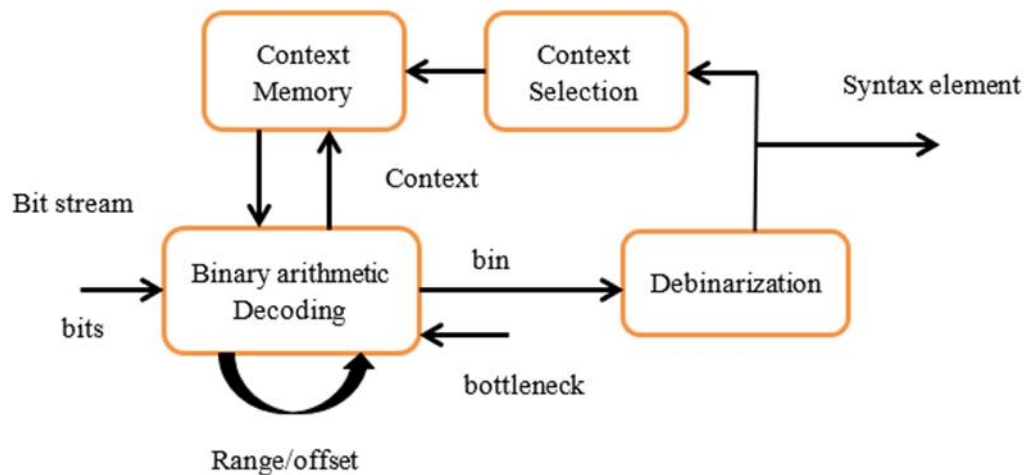 Context
Memory
Context
Selection
Syntax element
Context
Bit stream
Binary arithmetic
Decoding
bin
Debinarization
bits
bottleneck
Range/offset